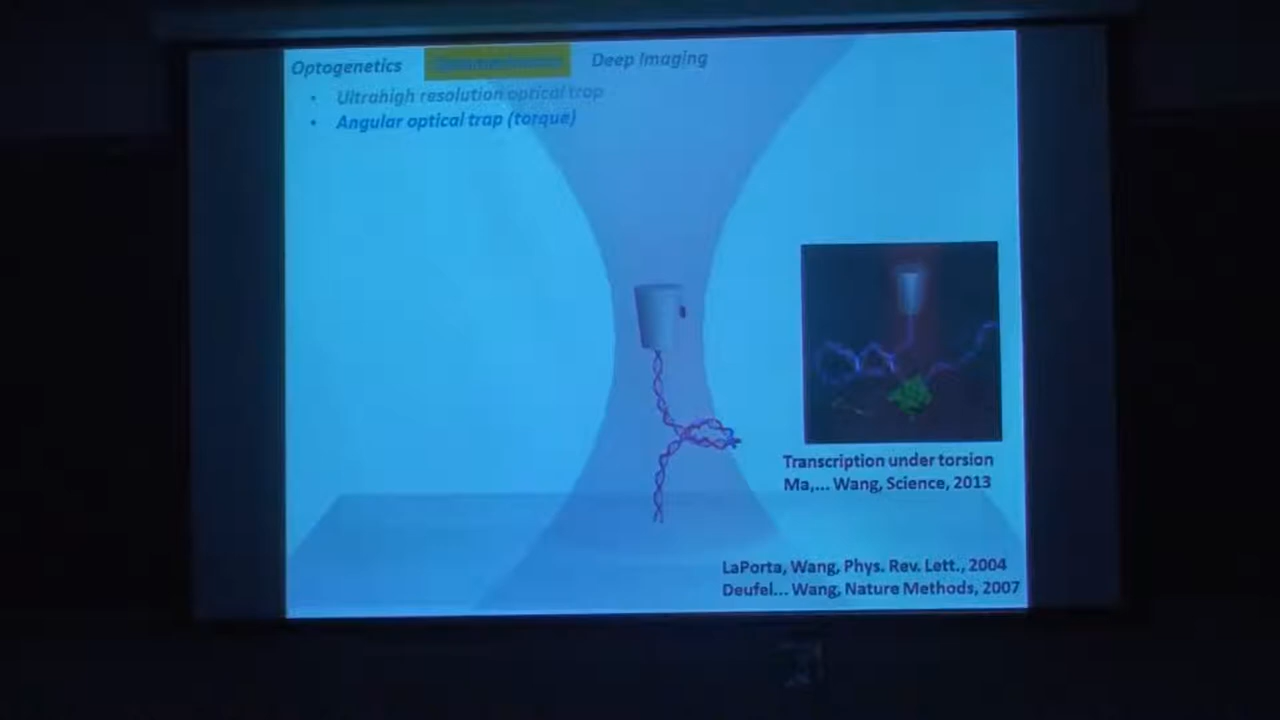 Optogenetics
Deep Imaging
• Ultrahigh resolution optical trap
• Angular optical trap (torque)
Transcription under torsion
Ma,... Wang, Science, 2013
LaPorta, Wang, Phys. Rev. Lett., 2004
Deufel... Wang, Nature Methods, 2007